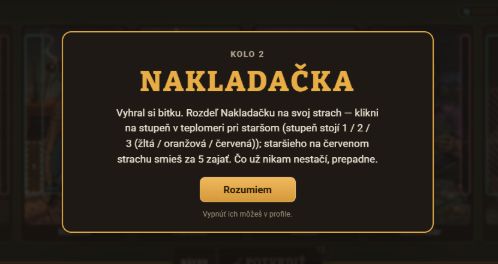 KOLO 2
NAKLADAČKA
Vyhral si bitku. Rozdeľ Nakladačku na svoj strach — klikni
na stupeň v teplomeri pri staršom (stupeň stojí 1 / 2 /
3 (žltá / oranžová / červená)); staršieho na červenom
strachu smieš za 5 zajať. Čo už nikam nestačí, prepadne.
Rozumiem
Vypnúť ich môžeš v profile.